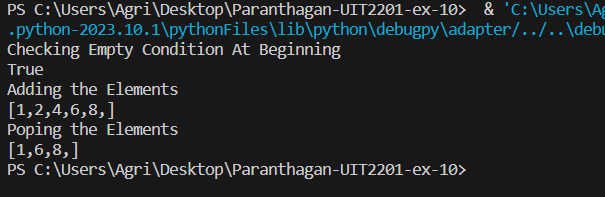 PS C:\Users\Agri\Desktop\Paranthagan-UIT2201-ex-10>  & 'C:\Users\Ag
.python-2023.10.1\pythonFiles\lib\python\debugpy\adapter/../..\debu
Checking Empty Condition At Beginning
True
Adding the Elements
[1,2,4,6,8,]
Poping the Elements
[1,6,8,]
PS C:\Users\Agri\Desktop\Paranthagan-UIT2201-ex-10>